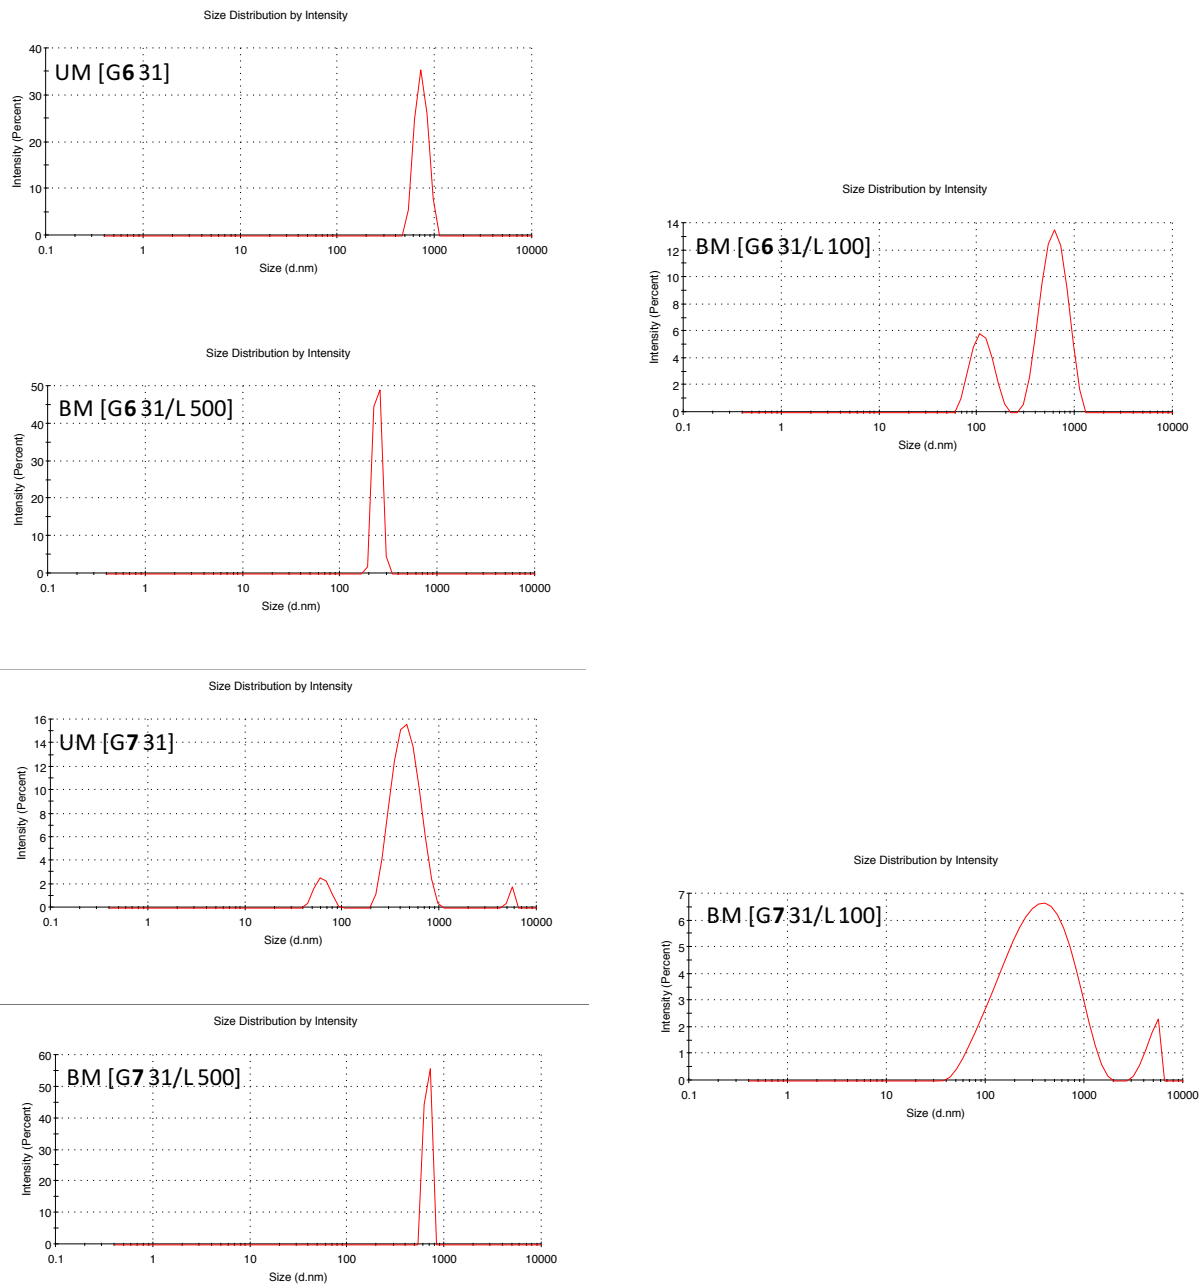 Size Distribution by Intensity
UM [G6 31]
Intensity (Percent)
40
30
20
10
0
0.1 1 10 100 1000 10000
Size (d.nm)
Size Distribution by Intensity
BM [G6 31/L 100]
Intensity (Percent)
14
12
10
8
6
4
2
0
0.1 1 10 100 1000 10000
Size (d.nm)
Size Distribution by Intensity
BM [G6 31/L 500]
Intensity (Percent)
50
40
30
20
10
0
0.1 1 10 100 1000 10000
Size (d.nm)
Size Distribution by Intensity
UM [G7 31]
Intensity (Percent)
16
14
12
10
8
6
4
2
0
0.1 1 10 100 1000 10000
Size (d.nm)
Size Distribution by Intensity
BM [G7 31/L 100]
Intensity (Percent)
7
6
5
4
3
2
1
0
0.1 1 10 100 1000 10000
Size (d.nm)
Size Distribution by Intensity
BM [G7 31/L 500]
Intensity (Percent)
60
50
40
30
20
10
0
0.1 1 10 100 1000 10000
Size (d.nm)